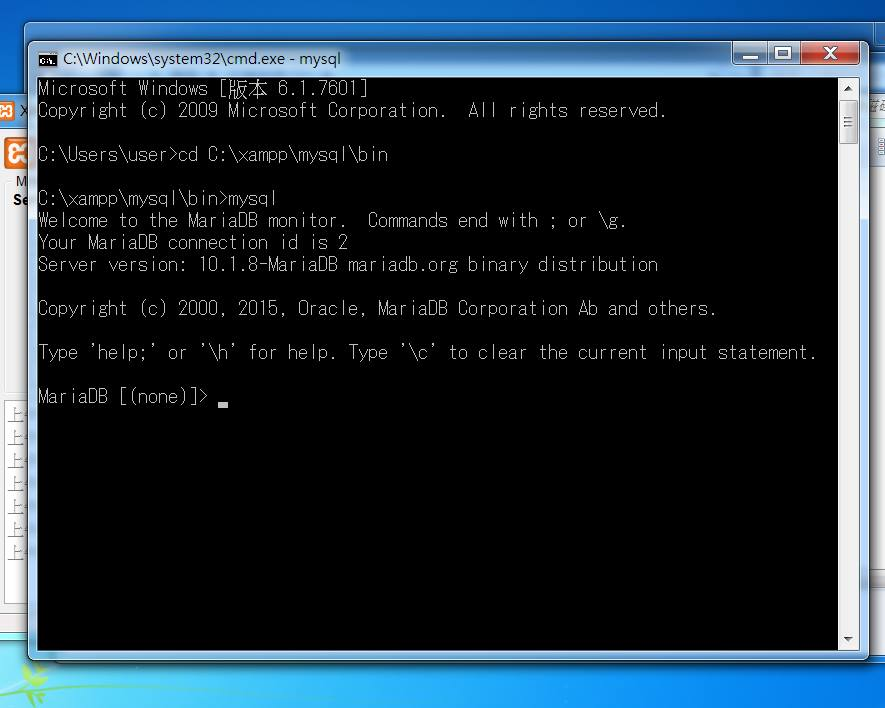 C:\Windows\system32\cmd.exe - mysql
Microsoft Windows [版本 6.1.7601]
Copyright (c) 2009 Microsoft Corporation.  All rights reserved.
C:\Users\user>cd C:\xampp\mysql\bin
C:\xampp\mysql\bin>mysql
Welcome to the MariaDB monitor.  Commands end with ; or \g.
Your MariaDB connection id is 2
Server version: 10.1.8-MariaDB mariadb.org binary distribution
Copyright (c) 2000, 2015, Oracle, MariaDB Corporation Ab and others.
Type 'help;' or '\h' for help. Type '\c' to clear the current input statement.
MariaDB [(none)]>